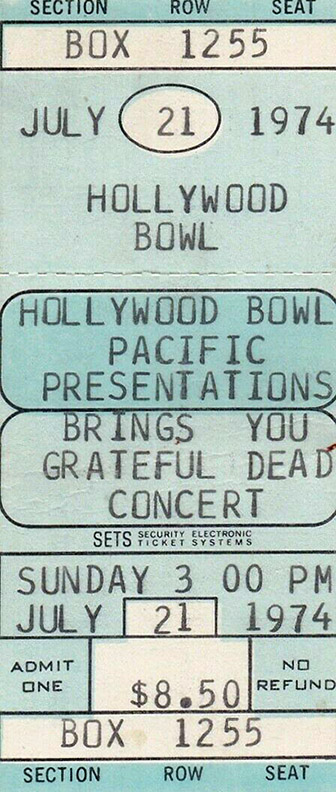 SECTION ROW SEAT
BOX 1255
JULY 21 1974
HOLLYWOOD
BOWL
HOLLYWOOD BOWL
PACIFIC
PRESENTATIONS
BRINGS YOU
GRATEFUL DEAD
CONCERT
SETS SECURITY ELECTRONIC
TICKET SYSTEMS
SUNDAY 3 00 PM
JULY 21 1974
ADMIT
ONE
$8.50
NO
REFUND
BOX 1255
SECTION ROW SEAT